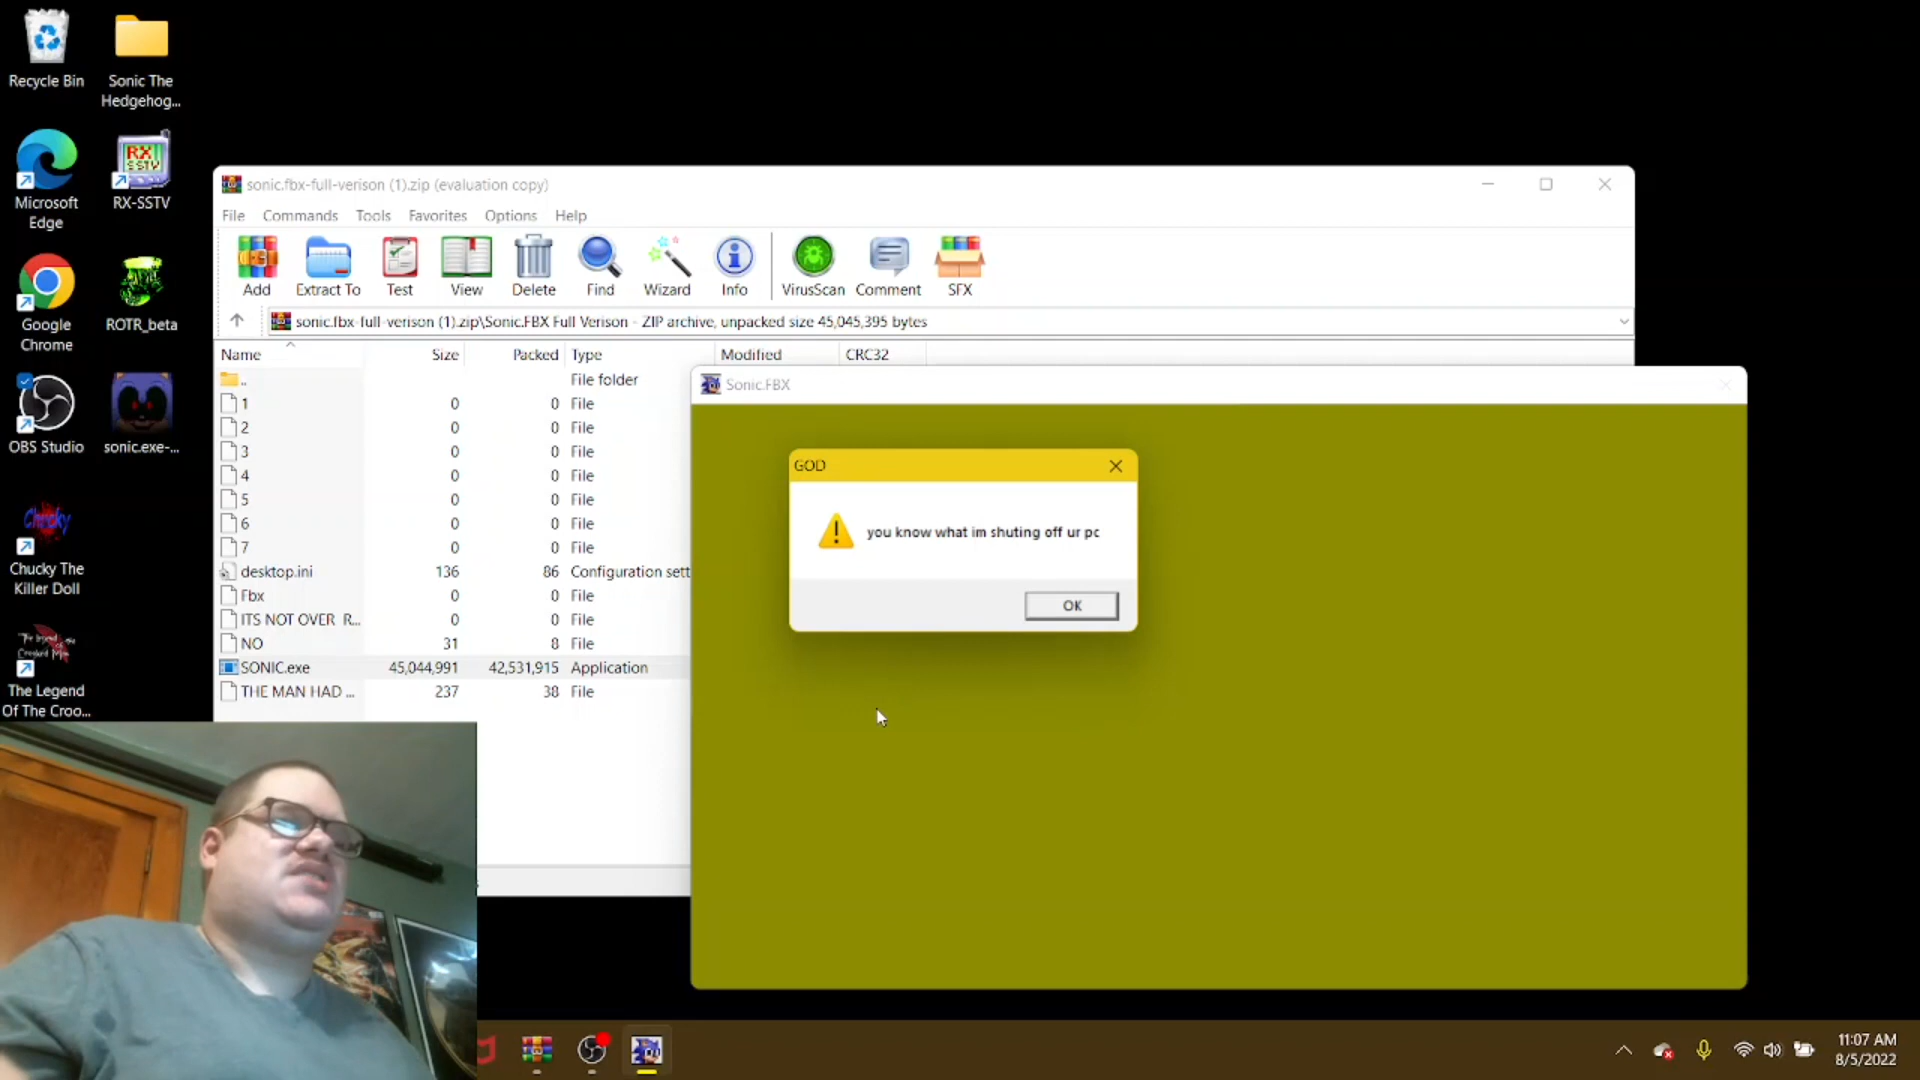 Recycle Bin
Sonic The
Hedgehog...
Microsoft
Edge
RX
SSTV
RX-SSTV
Google
Chrome
ROTR_beta
OBS Studio
sonic.exe-...
Chucky
Chucky The
Killer Doll
The Legend
Of The Croo...
sonic.fbx-full-verison (1).zip (evaluation copy)
File Commands Tools Favorites Options Help
Add Extract To Test View Delete Find Wizard Info VirusScan Comment SFX
sonic.fbx-full-verison (1).zip\Sonic.FBX Full Verison - ZIP archive, unpacked size 45,045,395 bytes
Name Size Packed Type Modified CRC32
.. File folder
1 0 0 File
2 0 0 File
3 0 0 File
4 0 0 File
5 0 0 File
6 0 0 File
7 0 0 File
desktop.ini 136 86 Configuration sett
Fbx 0 0 File
ITS NOT OVER R... 0 0 File
NO 31 8 File
SONIC.exe 45,044,991 42,531,915 Application
THE MAN HAD ... 237 38 File
Sonic.FBX
GOD
you know what im shuting off ur pc
OK
11:07 AM
8/5/2022